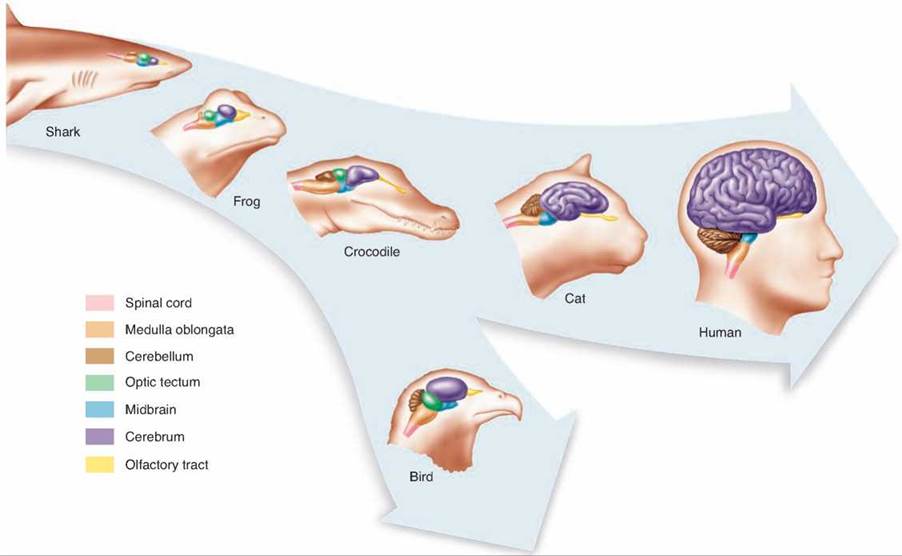 Shark
Frog
Crocodile
Cat
Human
Spinal cord
Medulla oblongata
Cerebellum
Optic tectum
Midbrain
Cerebrum
Olfactory tract
Bird